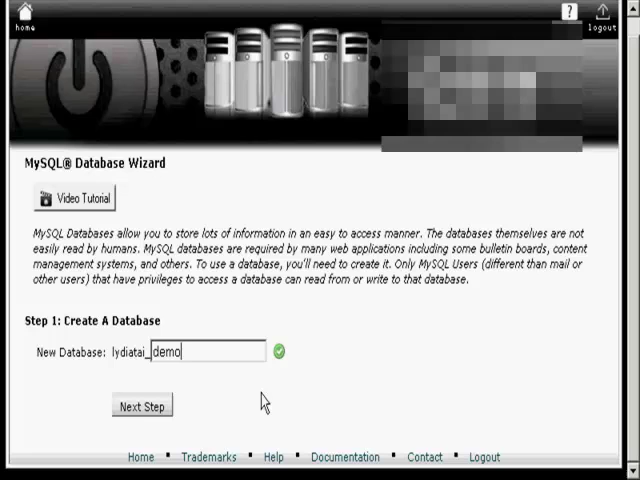 home
?
logout
MySQL® Database Wizard
Video Tutorial
MySQL Databases allow you to store lots of information in an easy to access manner. The databases themselves are not
easily read by humans. MySQL databases are required by many web applications including some bulletin boards, content
management systems, and others. To use a database, you'll need to create it. Only MySQL Users (different than mail or
other users) that have privileges to access a database can read from or write to that database.
Step 1: Create A Database
New Database: lydiatai_demo
Next Step
Home ▪ Trademarks ▪ Help ▪ Documentation ▪ Contact ▪ Logout